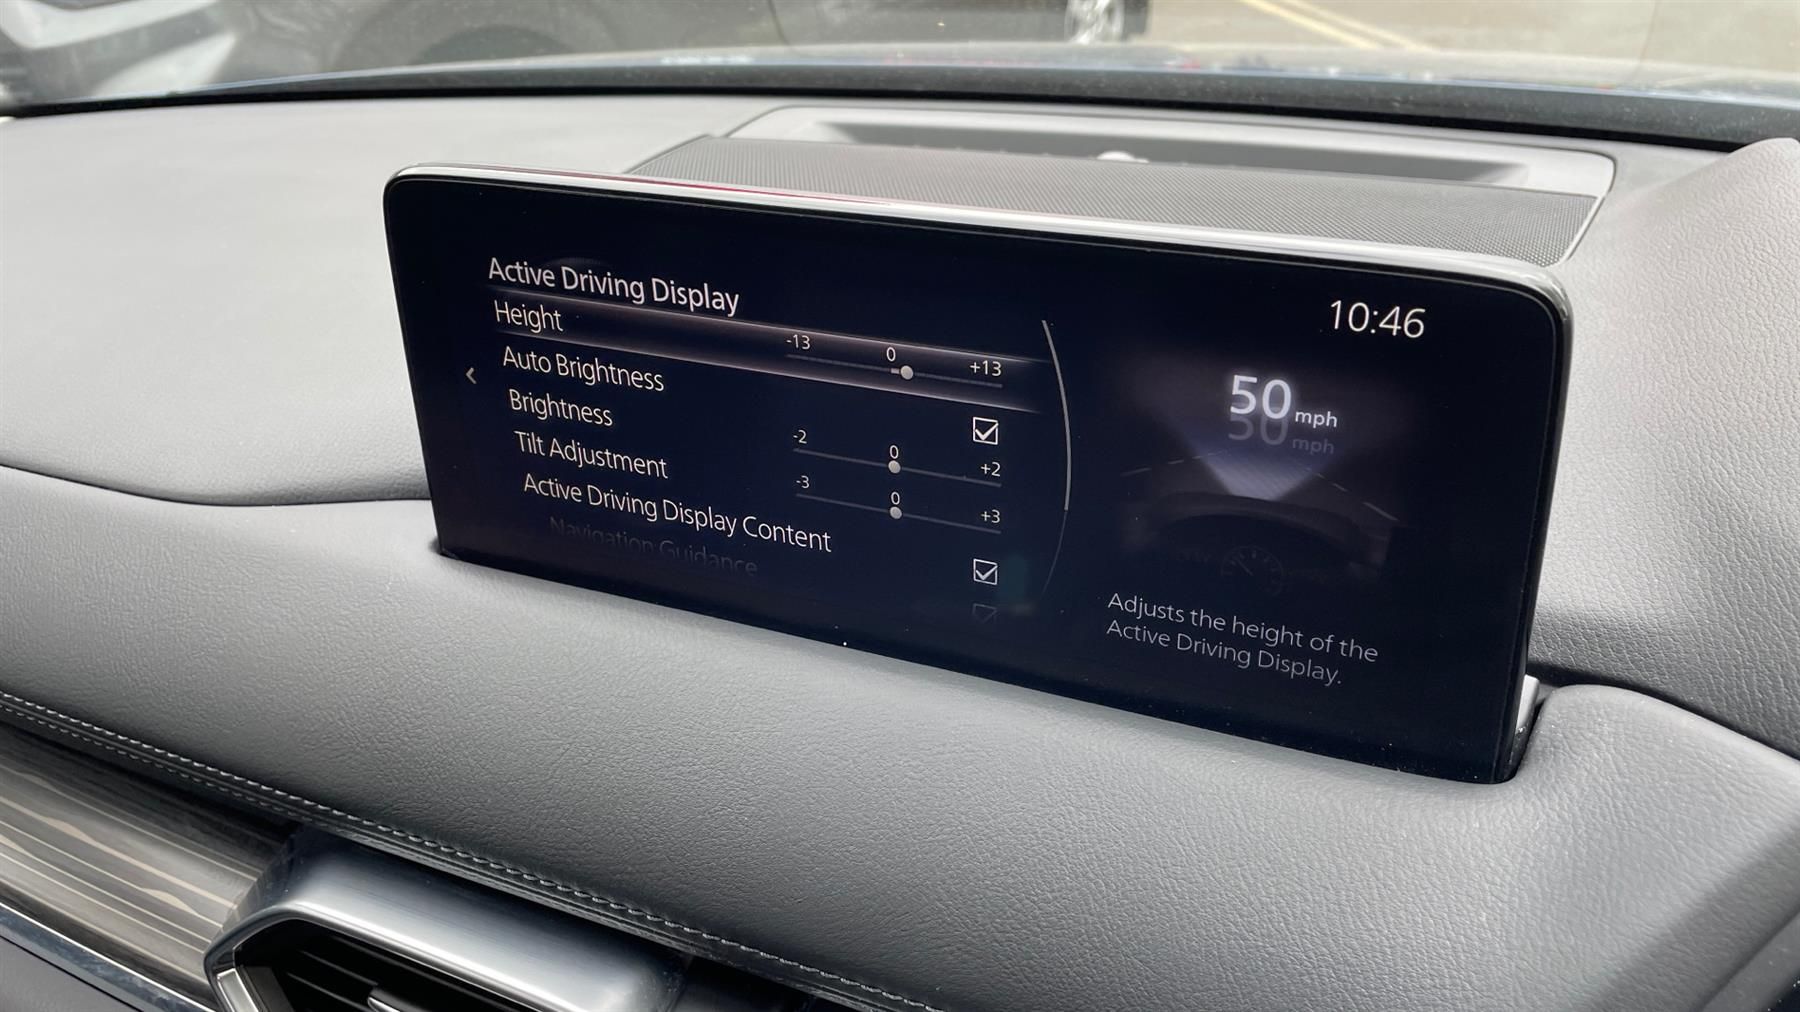 Active Driving Display
10:46
Height
-13 0 +13
Auto Brightness
Brightness
-2 0 +2
Tilt Adjustment
-3 0 +3
Active Driving Display Content
Navigation Guidance
50 mph
50 mph
Adjusts the height of the
Active Driving Display.